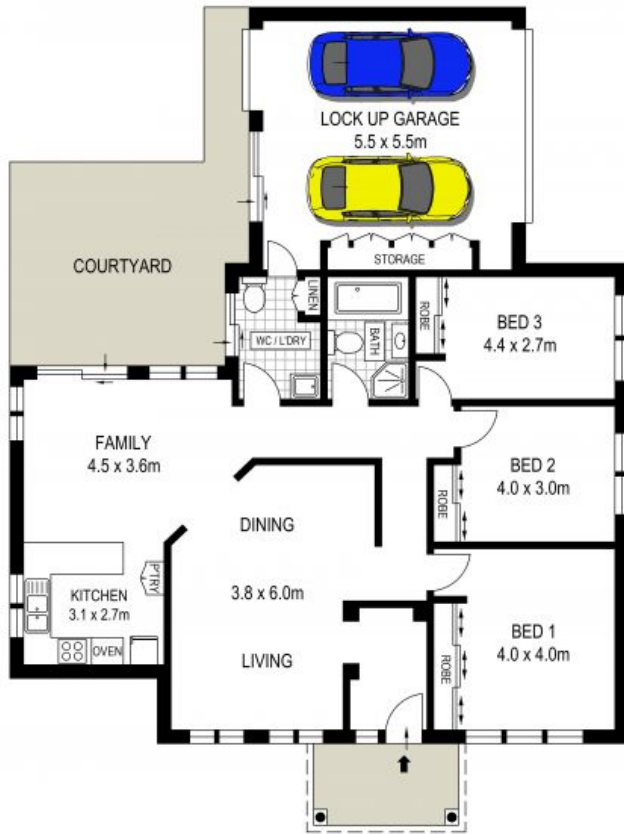 LOCK UP GARAGE
5.5 x 5.5m
STORAGE
COURTYARD
LINEN
WC / L'DRY
BATH
ROBE
BED 3
4.4 x 2.7m
FAMILY
4.5 x 3.6m
BED 2
4.0 x 3.0m
ROBE
DINING
3.8 x 6.0m
LIVING
P'TRY
KITCHEN
3.1 x 2.7m
OVEN
BED 1
4.0 x 4.0m
ROBE